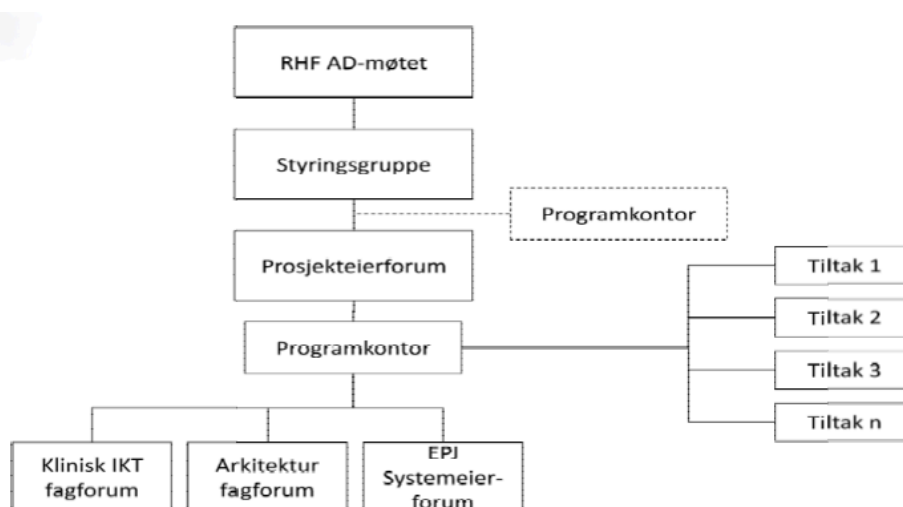 RHF AD-møtet
Styringsgruppe
Programkontor
Prosjekteierforum
Tiltak 1
Tiltak 2
Programkontor
Tiltak 3
Tiltak n
Klinisk IKT
fagforum
Arkitektur
fagforum
EPJ
Systemeier-
forum